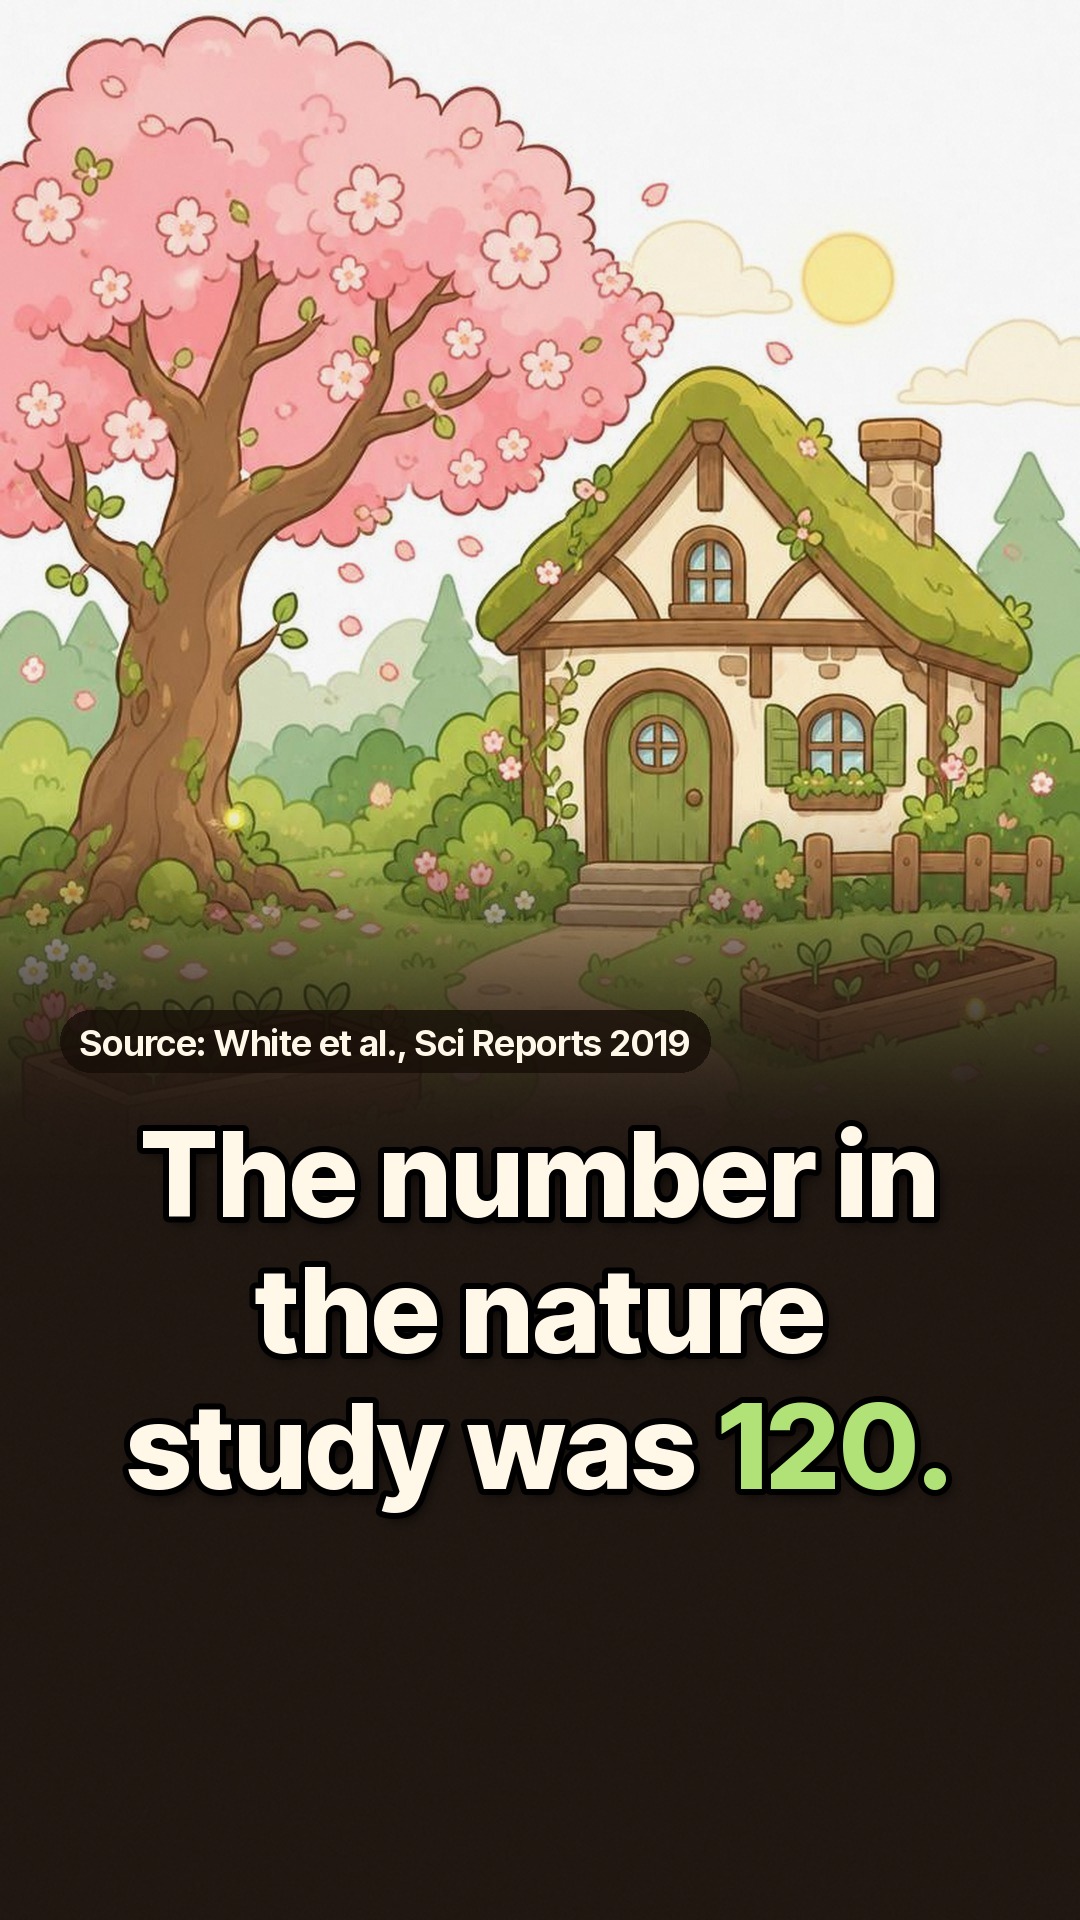 Source: White et al., Sci Reports 2019
The number in
the nature
study was 120.